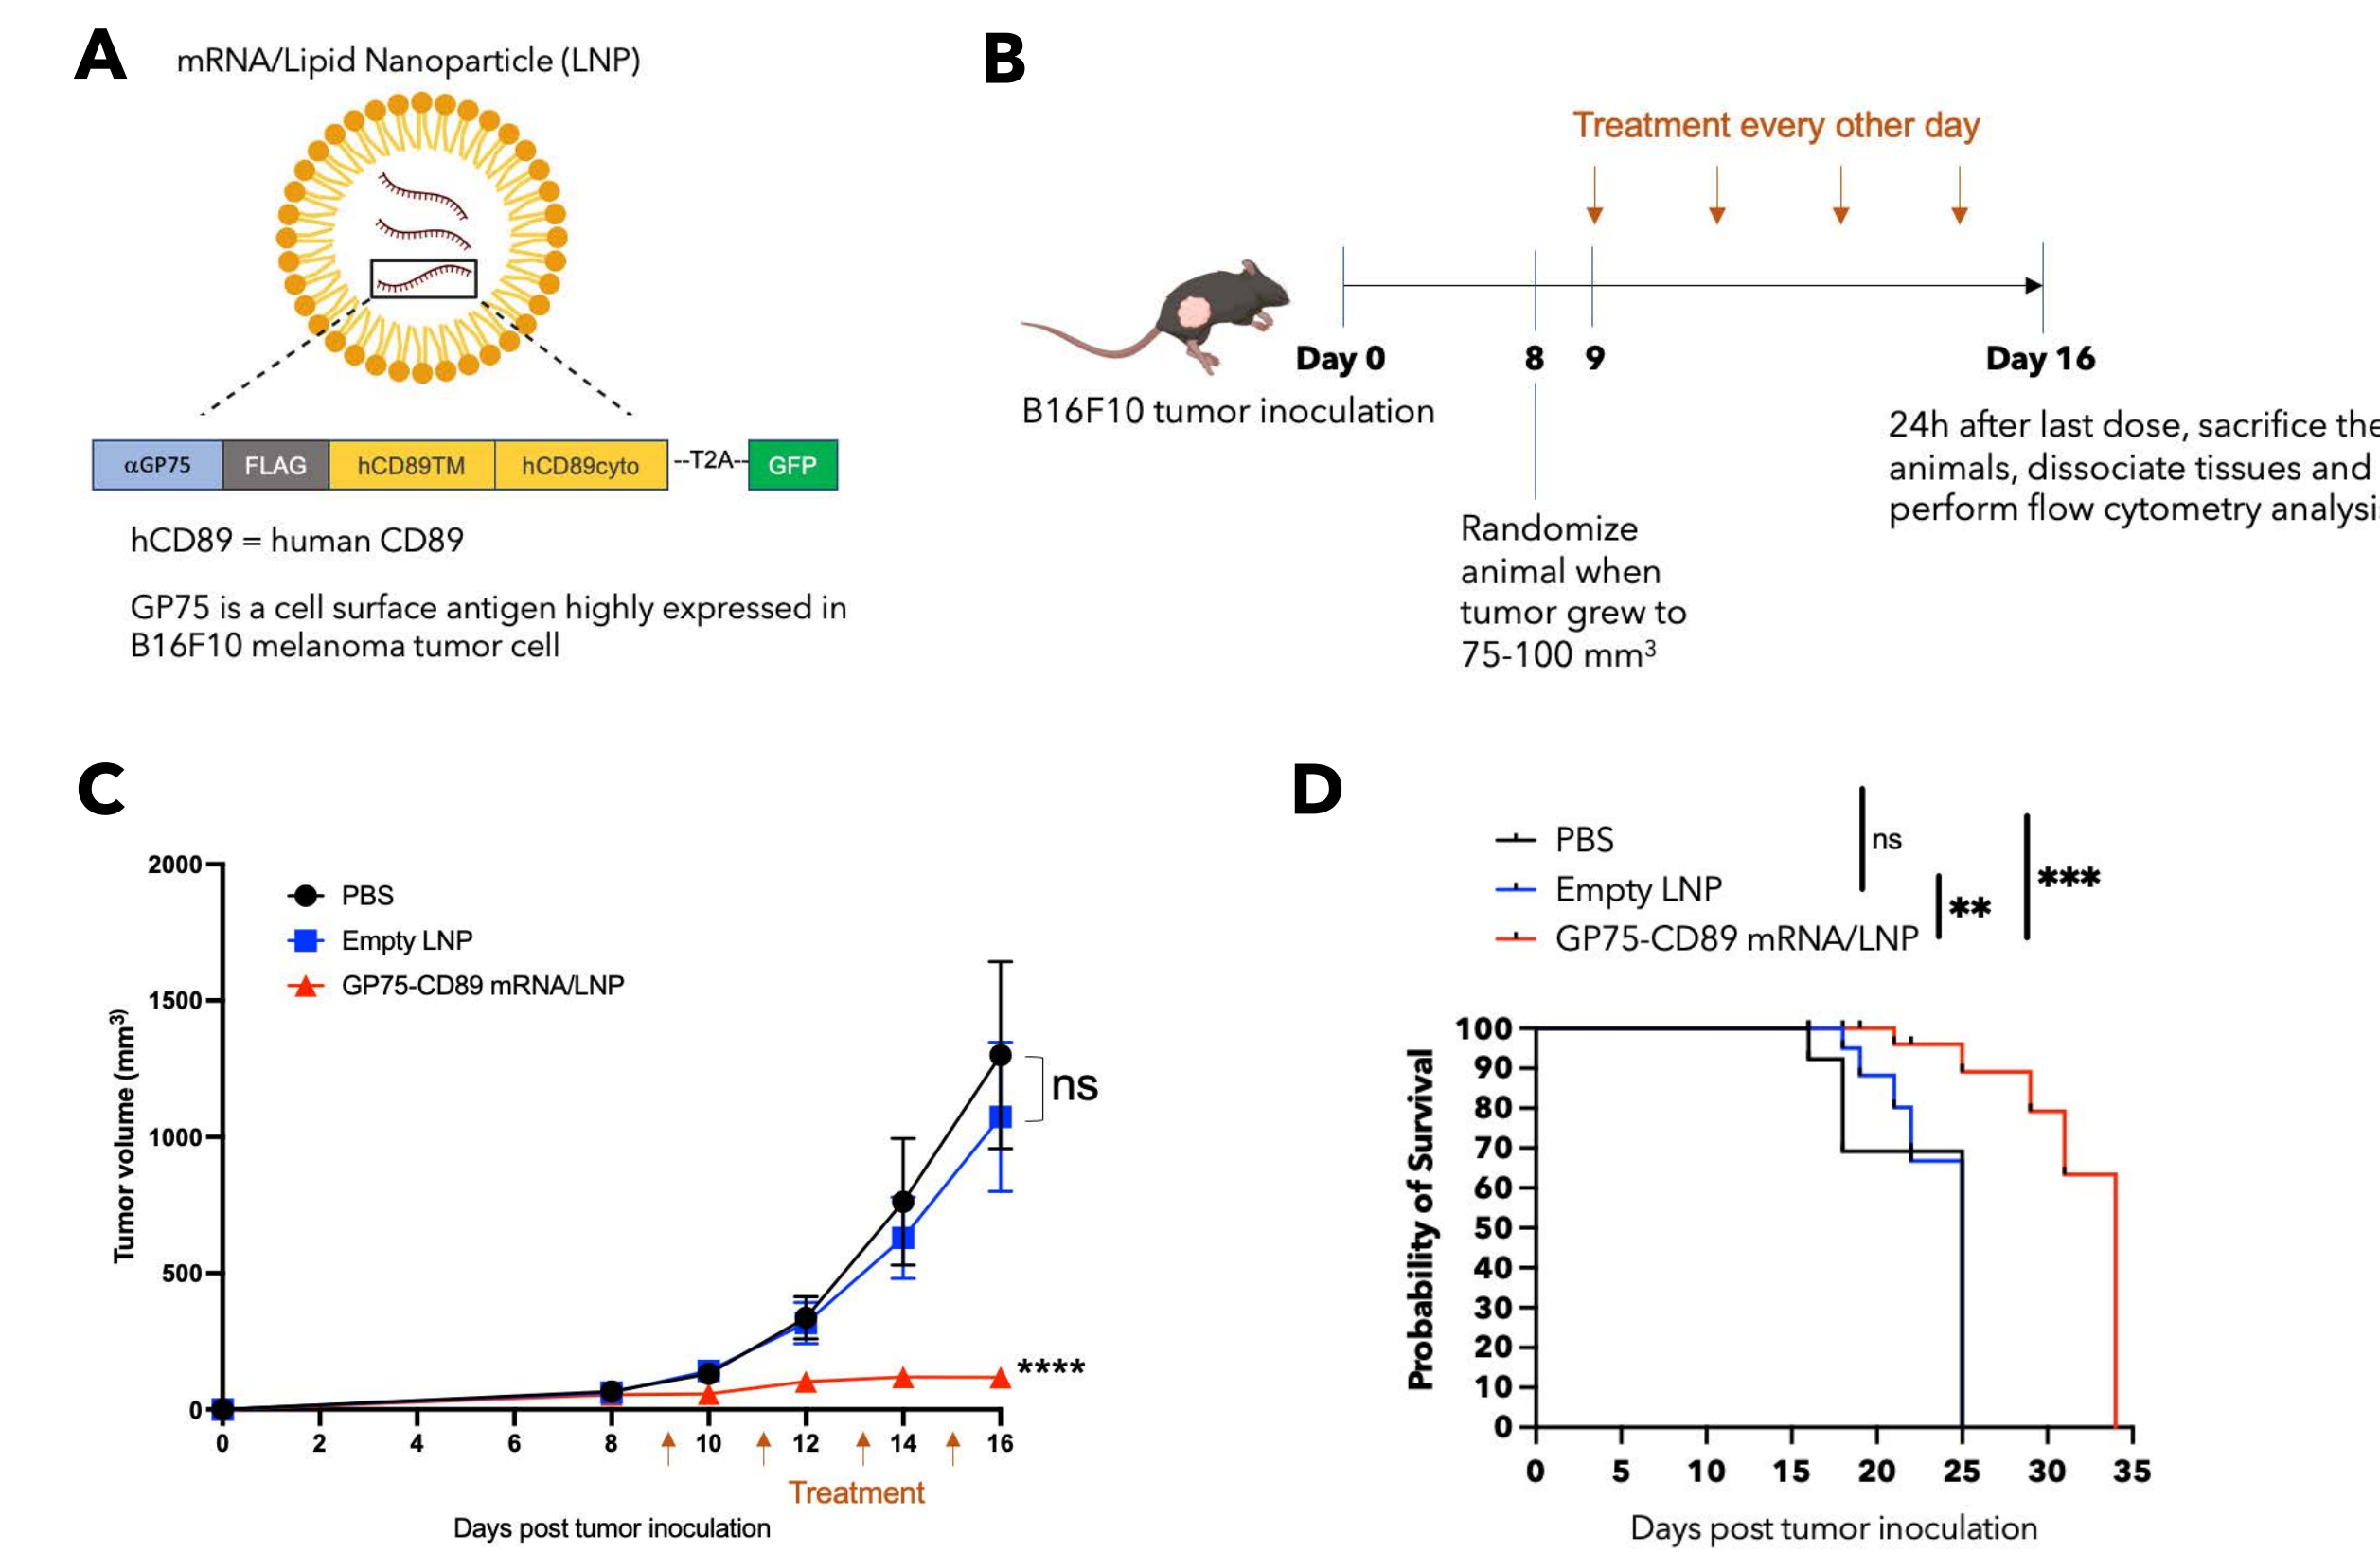 A
mRNA/Lipid Nanoparticle (LNP)
αGP75 FLAG hCD89TM hCD89cyto --T2A-- GFP
hCD89 = human CD89
GP75 is a cell surface antigen highly expressed in
B16F10 melanoma tumor cell
B
Treatment every other day
Day 0
8
9
Day 16
B16F10 tumor inoculation
Randomize
animal when
tumor grew to
75-100 mm³
24h after last dose, sacrifice the
animals, dissociate tissues and
perform flow cytometry analysi
C
2000
1500
1000
500
0
Tumor volume (mm³)
PBS
Empty LNP
GP75-CD89 mRNA/LNP
ns
****
0 2 4 6 8 10 12 14 16
Treatment
Days post tumor inoculation
D
PBS
Empty LNP
GP75-CD89 mRNA/LNP
ns
**
***
100
90
80
70
60
50
40
30
20
10
0
Probability of Survival
0 5 10 15 20 25 30 35
Days post tumor inoculation